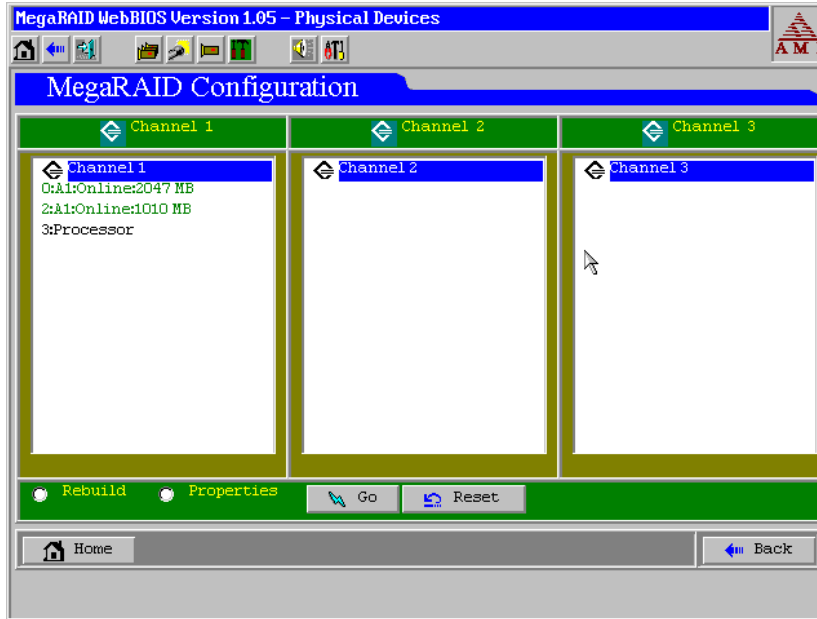 MegaRAID WebBIOS Version 1.05 – Physical Devices
AM
MegaRAID Configuration
Channel 1
Channel 2
Channel 3
Channel 1
0:A1:Online:2047 MB
2:A1:Online:1010 MB
3:Processor
Channel 2
Channel 3
Rebuild
Properties
Go
Reset
Home
Back